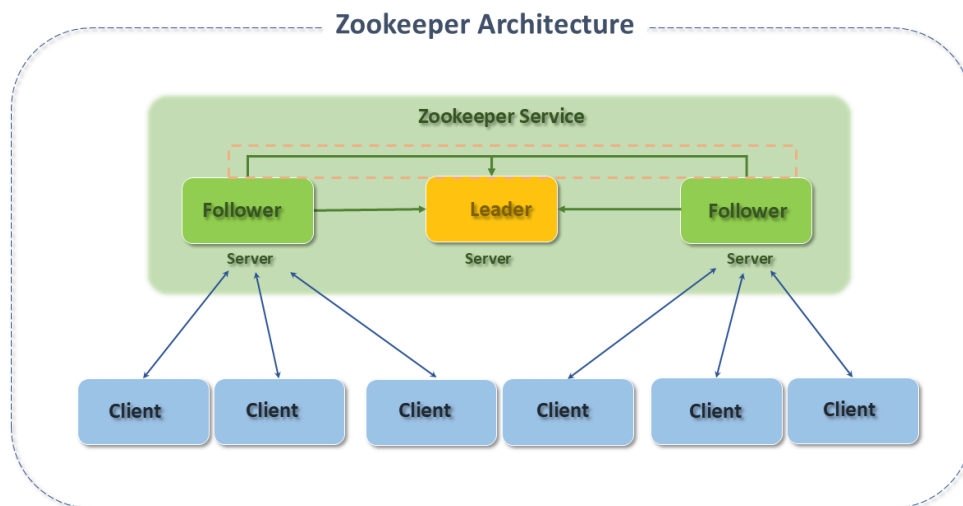 Zookeeper Architecture
Zookeeper Service
Follower
Leader
Follower
Server
Server
Server
Client
Client
Client
Client
Client
Client